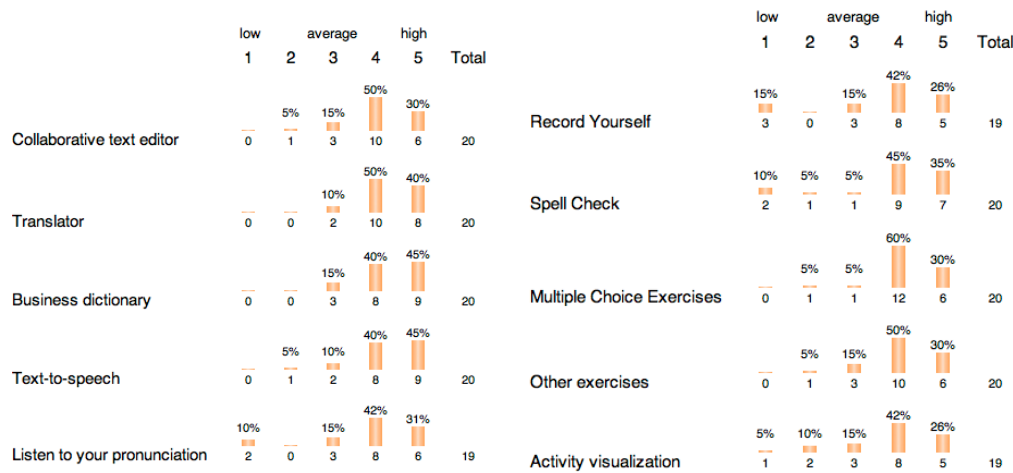 low average high
1 2 3 4 5 Total
5% 15% 50% 30%
Collaborative text editor 0 1 3 10 6 20
10% 50% 40%
Translator 0 0 2 10 8 20
15% 40% 45%
Business dictionary 0 0 3 8 9 20
5% 10% 40% 45%
Text-to-speech 0 1 2 8 9 20
10% 15% 42% 31%
Listen to your pronunciation 2 0 3 8 6 19
low average high
1 2 3 4 5 Total
15% 15% 42% 26%
Record Yourself 3 0 3 8 5 19
10% 5% 5% 45% 35%
Spell Check 2 1 1 9 7 20
5% 5% 60% 30%
Multiple Choice Exercises 0 1 1 12 6 20
5% 15% 50% 30%
Other exercises 0 1 3 10 6 20
5% 10% 15% 42% 26%
Activity visualization 1 2 3 8 5 19